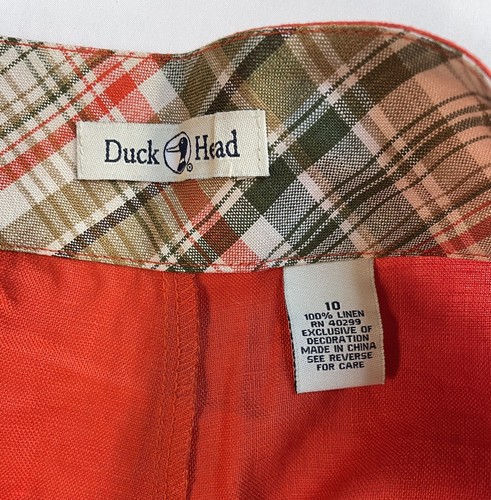 Duck Head
10
100% LINEN
RN 40299
EXCLUSIVE OF
DECORATION
MADE IN CHINA
SEE REVERSE
FOR CARE